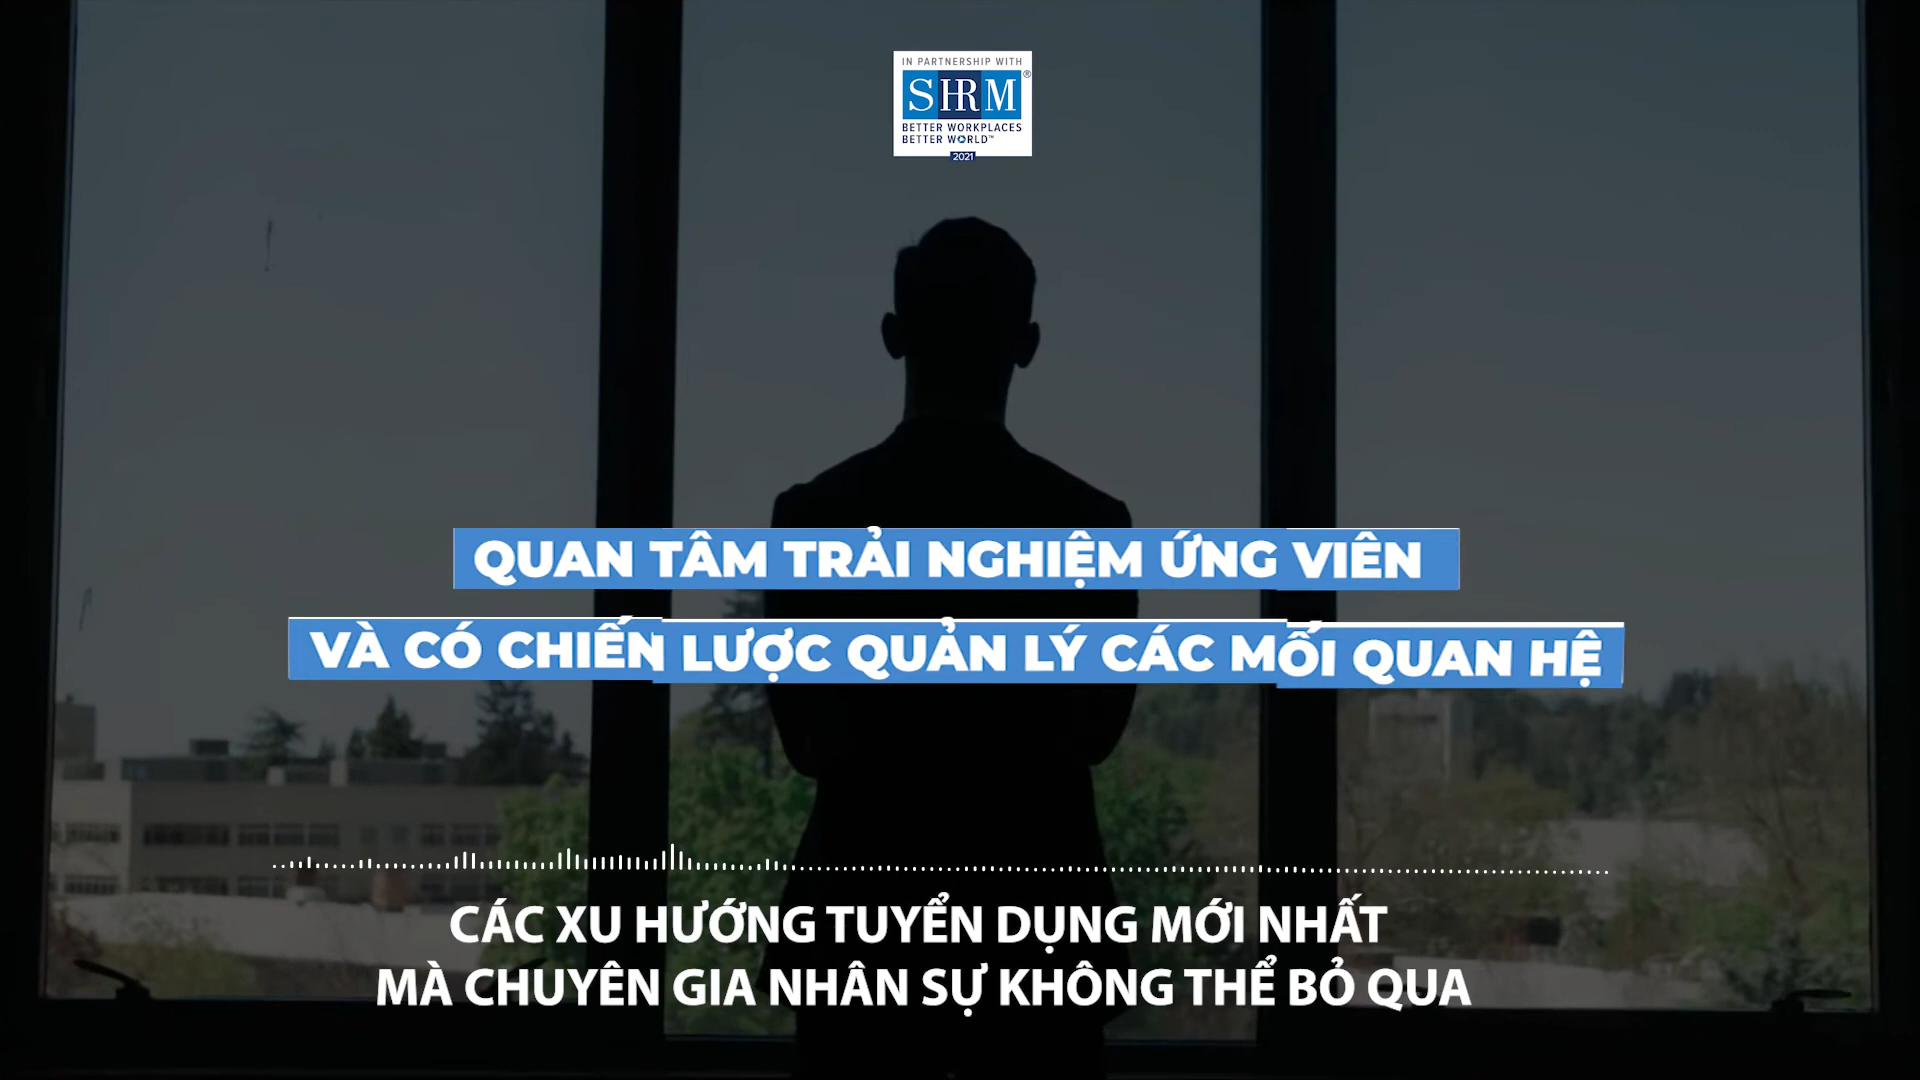 IN PARTNERSHIP WITH
SHRM®
BETTER WORKPLACES
BETTER WORLD™
2021
QUAN TÂM TRẢI NGHIỆM ỨNG VIÊN
VÀ CÓ CHIẾN LƯỢC QUẢN LÝ CÁC MỐI QUAN HỆ
CÁC XU HƯỚNG TUYỂN DỤNG MỚI NHẤT
MÀ CHUYÊN GIA NHÂN SỰ KHÔNG THỂ BỎ QUA